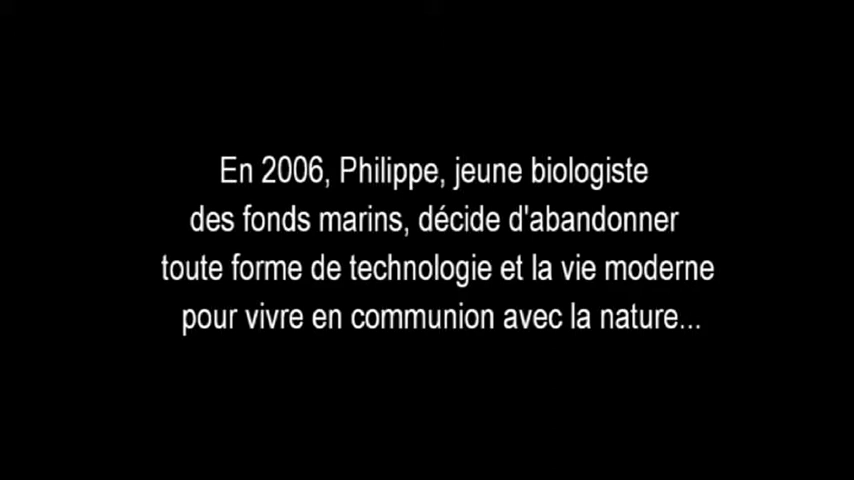 En 2006, Philippe, jeune biologiste
des fonds marins, décide d'abandonner
toute forme de technologie et la vie moderne
pour vivre en communion avec la nature...